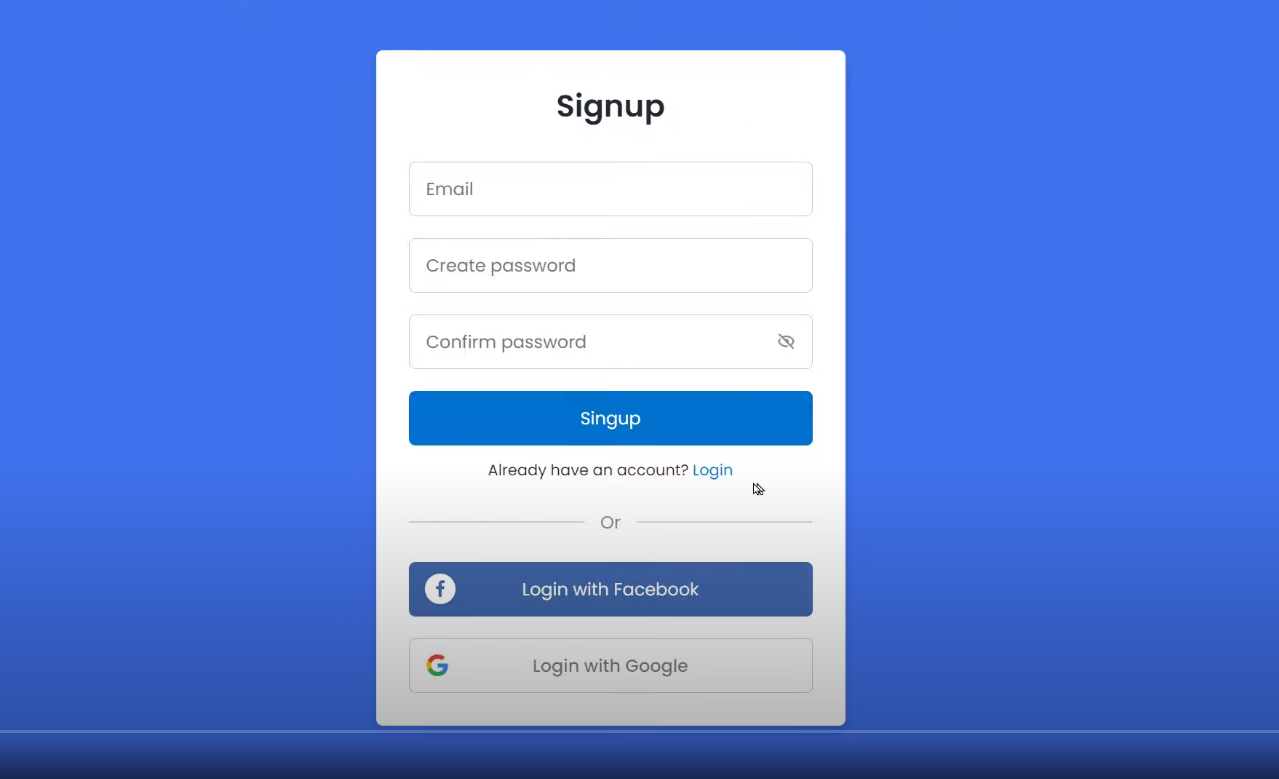 Signup
Email
Create password
Confirm password
Singup
Already have an account? Login
Or
Login with Facebook
Login with Google